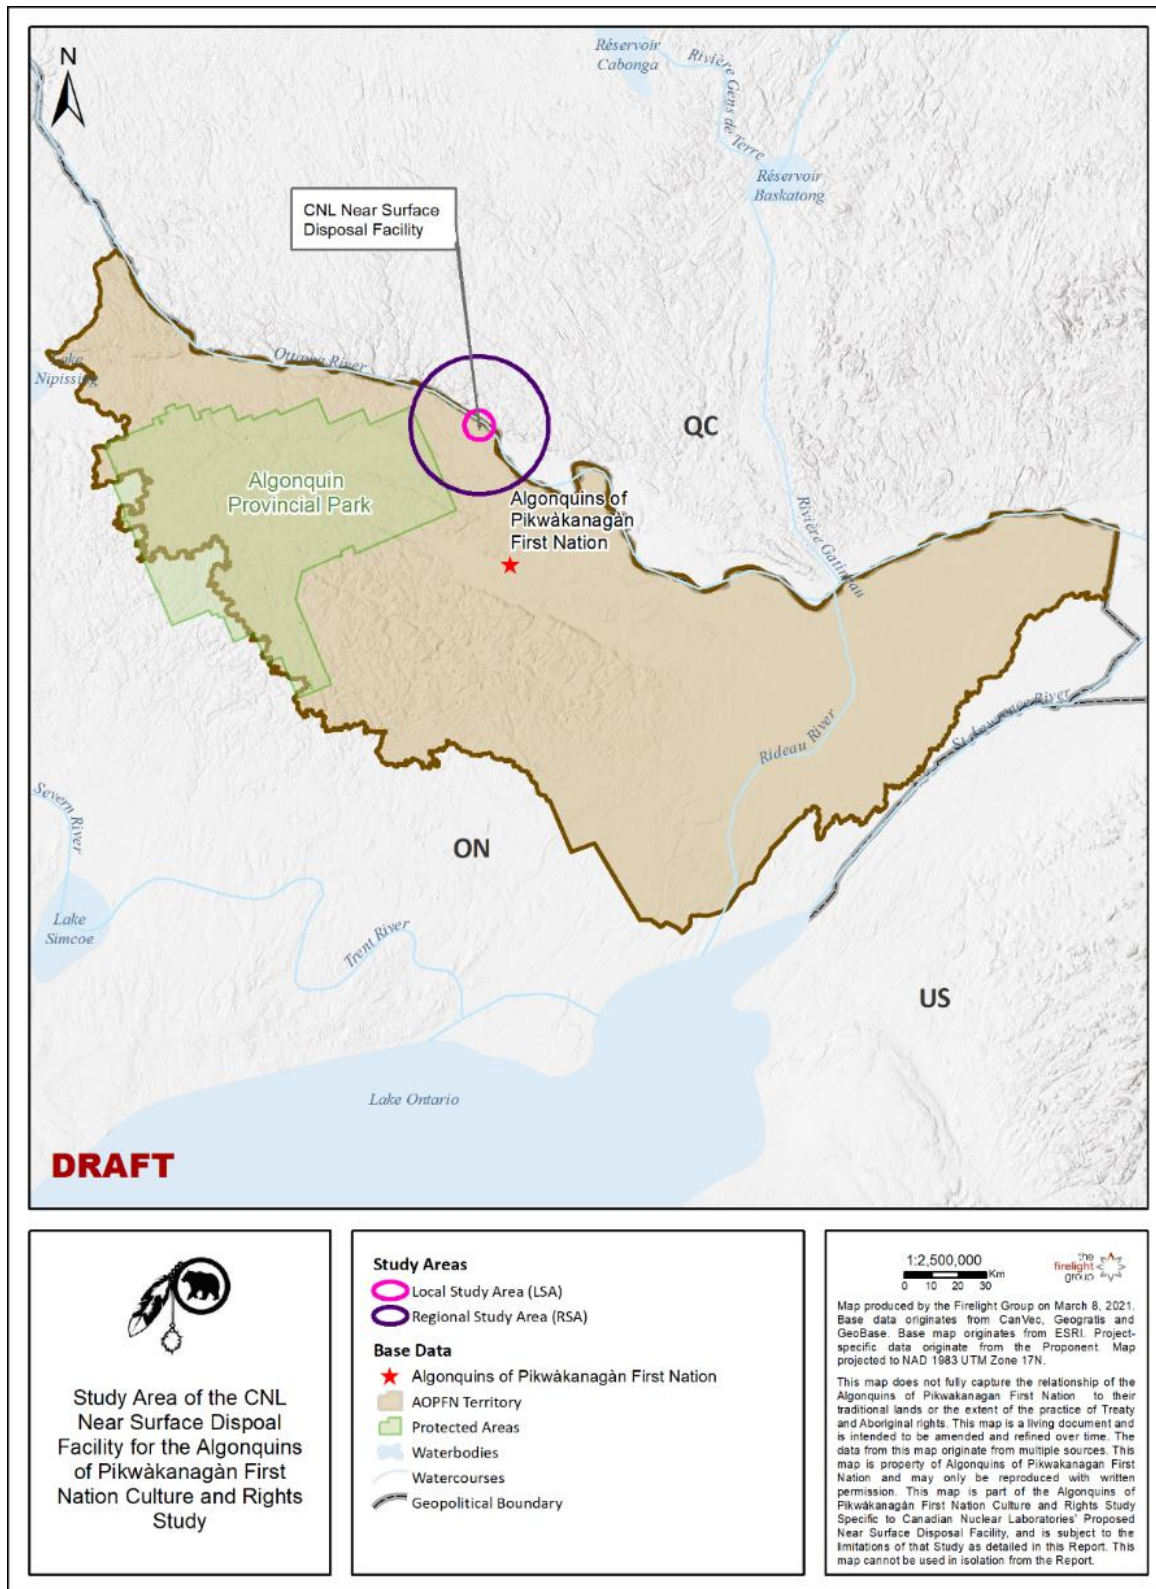 N
Réservoir
Cabonga
Rivière Gens de Terre
Réservoir
Baskatong
CNL Near Surface
Disposal Facility
Ottawa River
Lake
Nipissing
QC
Algonquin
Provincial Park
Algonquins of
Pikwàkanagàn
First Nation
Rivière Gatineau
Rideau River
St. Lawrence River
Severn River
ON
Lake
Simcoe
Trent River
US
Lake Ontario
DRAFT
Study Area of the CNL
Near Surface Dispoal
Facility for the Algonquins
of Pikwàkanagàn First
Nation Culture and Rights
Study
Study Areas
Local Study Area (LSA)
Regional Study Area (RSA)
Base Data
Algonquins of Pikwàkanagàn First Nation
AOPFN Territory
Protected Areas
Waterbodies
Watercourses
Geopolitical Boundary
1:2,500,000
Km
0 10 20 30
the
firelight
group
Map produced by the Firelight Group on March 8, 2021.
Base data originates from CanVec, Geogratis and
GeoBase. Base map originates from ESRI. Project-
specific data originate from the Proponent. Map
projected to NAD 1983 UTM Zone 17N.
This map does not fully capture the relationship of the
Algonquins of Pikwakanagan First Nation to their
traditional lands or the extent of the practice of Treaty
and Aboriginal rights. This map is a living document and
is intended to be amended and refined over time. The
data from this map originate from multiple sources. This
map is property of Algonquins of Pikwakanagan First
Nation and may only be reproduced with written
permission. This map is part of the Algonquins of
Pikwàkanagàn First Nation Culture and Rights Study
Specific to Canadian Nuclear Laboratories' Proposed
Near Surface Disposal Facility, and is subject to the
limitations of that Study as detailed in this Report. This
map cannot be used in isolation from the Report.